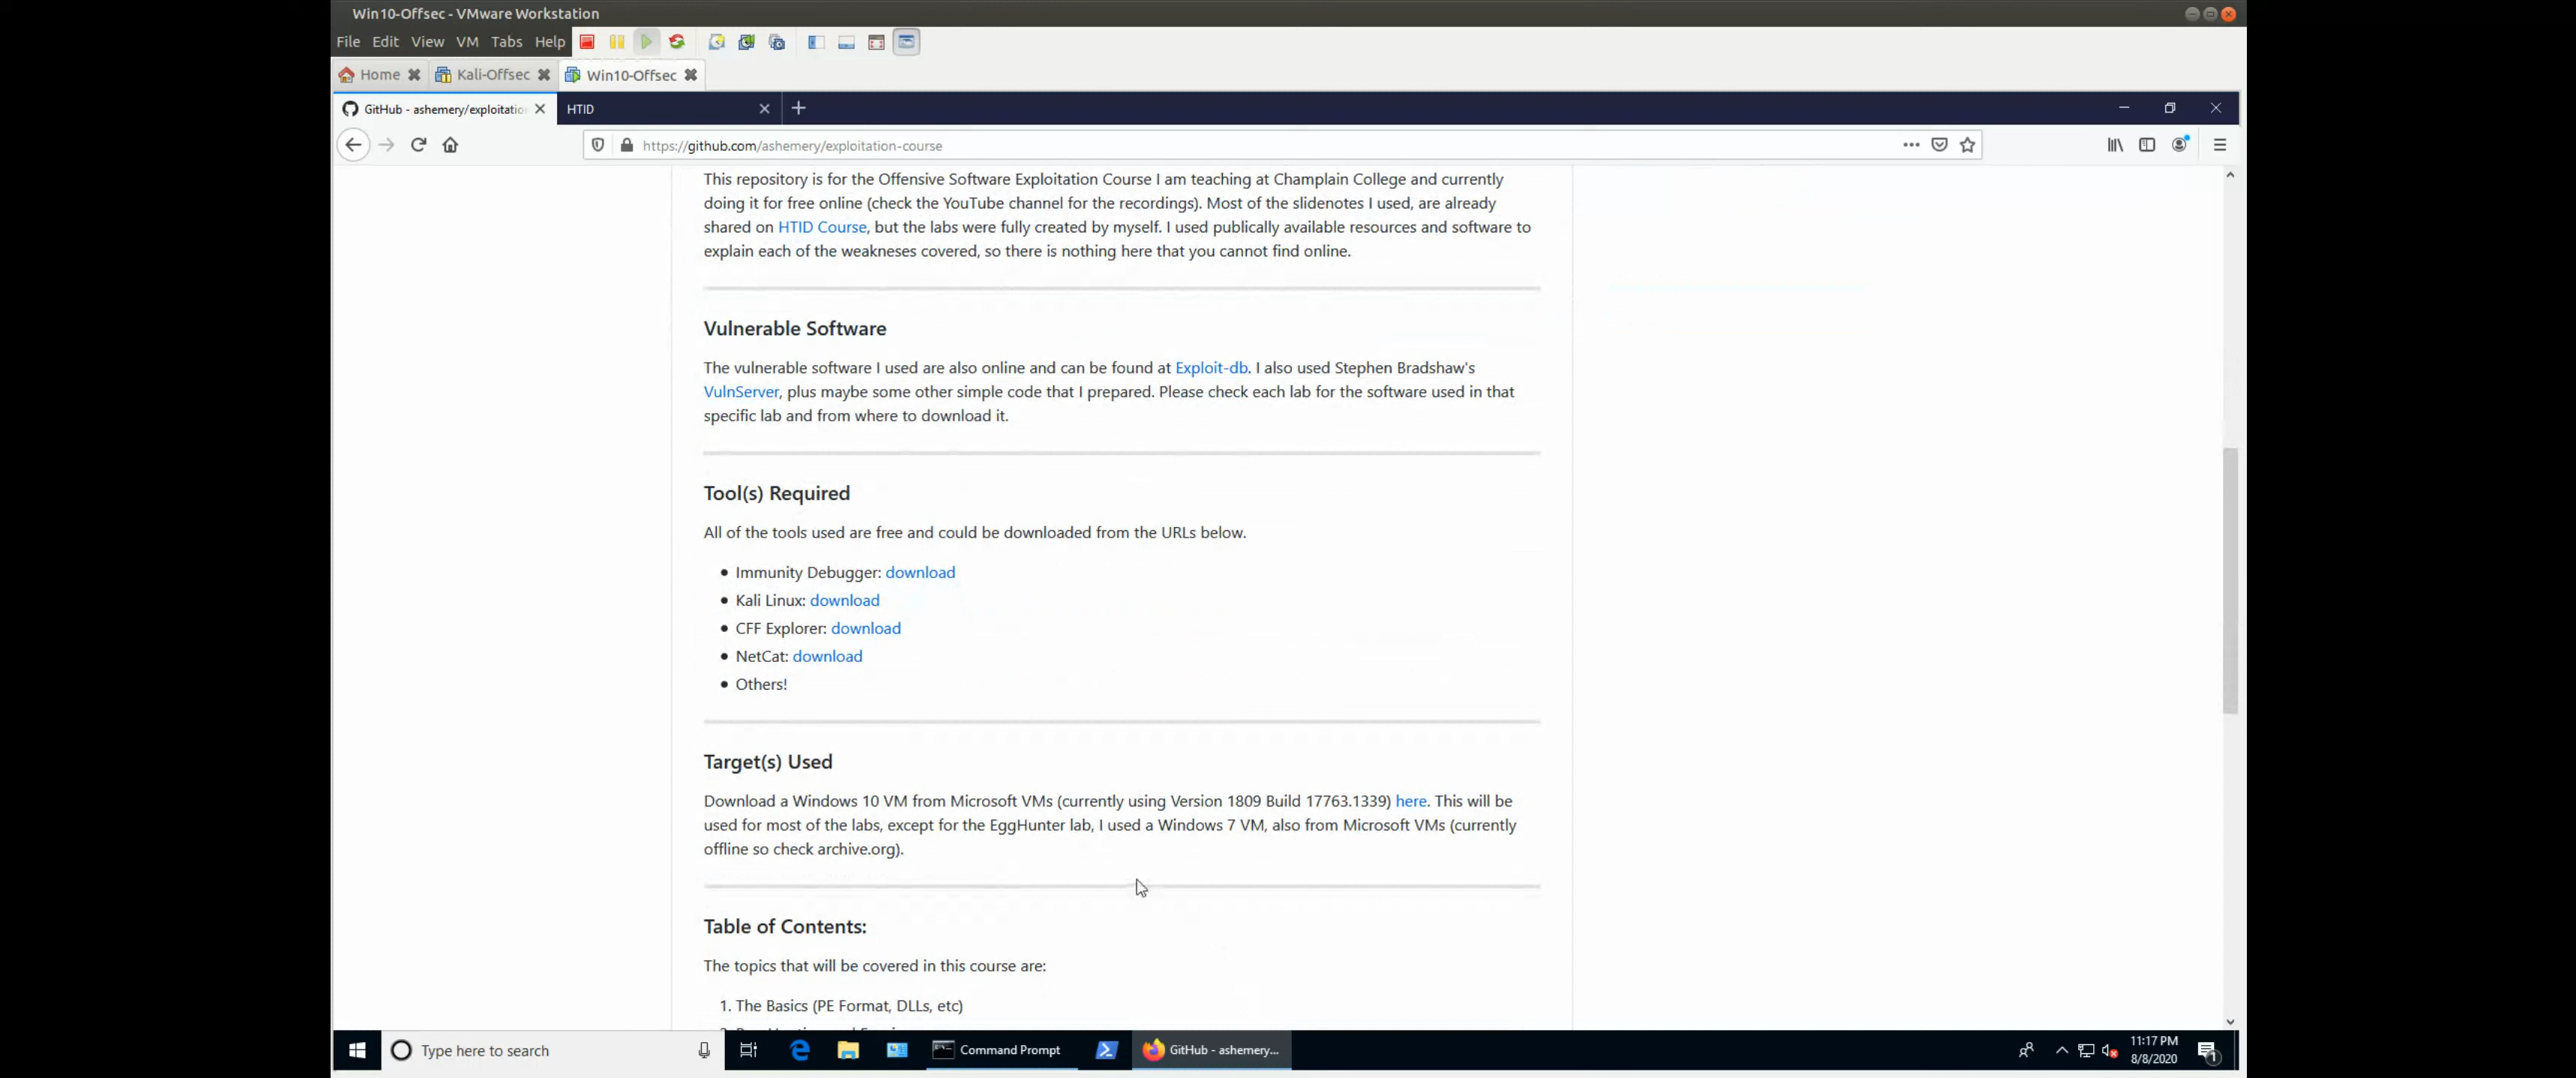 Win10-Offsec - VMware Workstation
File Edit View VM Tabs Help
Home Kali-Offsec Win10-Offsec
GitHub - ashemery/exploitatio HTID
https://github.com/ashemery/exploitation-course
This repository is for the Offensive Software Exploitation Course I am teaching at Champlain College and currently
doing it for free online (check the YouTube channel for the recordings). Most of the slidenotes I used, are already
shared on HTID Course, but the labs were fully created by myself. I used publically available resources and software to
explain each of the weakneses covered, so there is nothing here that you cannot find online.
Vulnerable Software
The vulnerable software I used are also online and can be found at Exploit-db. I also used Stephen Bradshaw's
VulnServer, plus maybe some other simple code that I prepared. Please check each lab for the software used in that
specific lab and from where to download it.
Tool(s) Required
All of the tools used are free and could be downloaded from the URLs below.
Immunity Debugger: download
Kali Linux: download
CFF Explorer: download
NetCat: download
Others!
Target(s) Used
Download a Windows 10 VM from Microsoft VMs (currently using Version 1809 Build 17763.1339) here. This will be
used for most of the labs, except for the EggHunter lab, I used a Windows 7 VM, also from Microsoft VMs (currently
offline so check archive.org).
Table of Contents:
The topics that will be covered in this course are:
1. The Basics (PE Format, DLLs, etc)
Type here to search Command Prompt GitHub - ashemery... 11:17 PM
8/8/2020 1